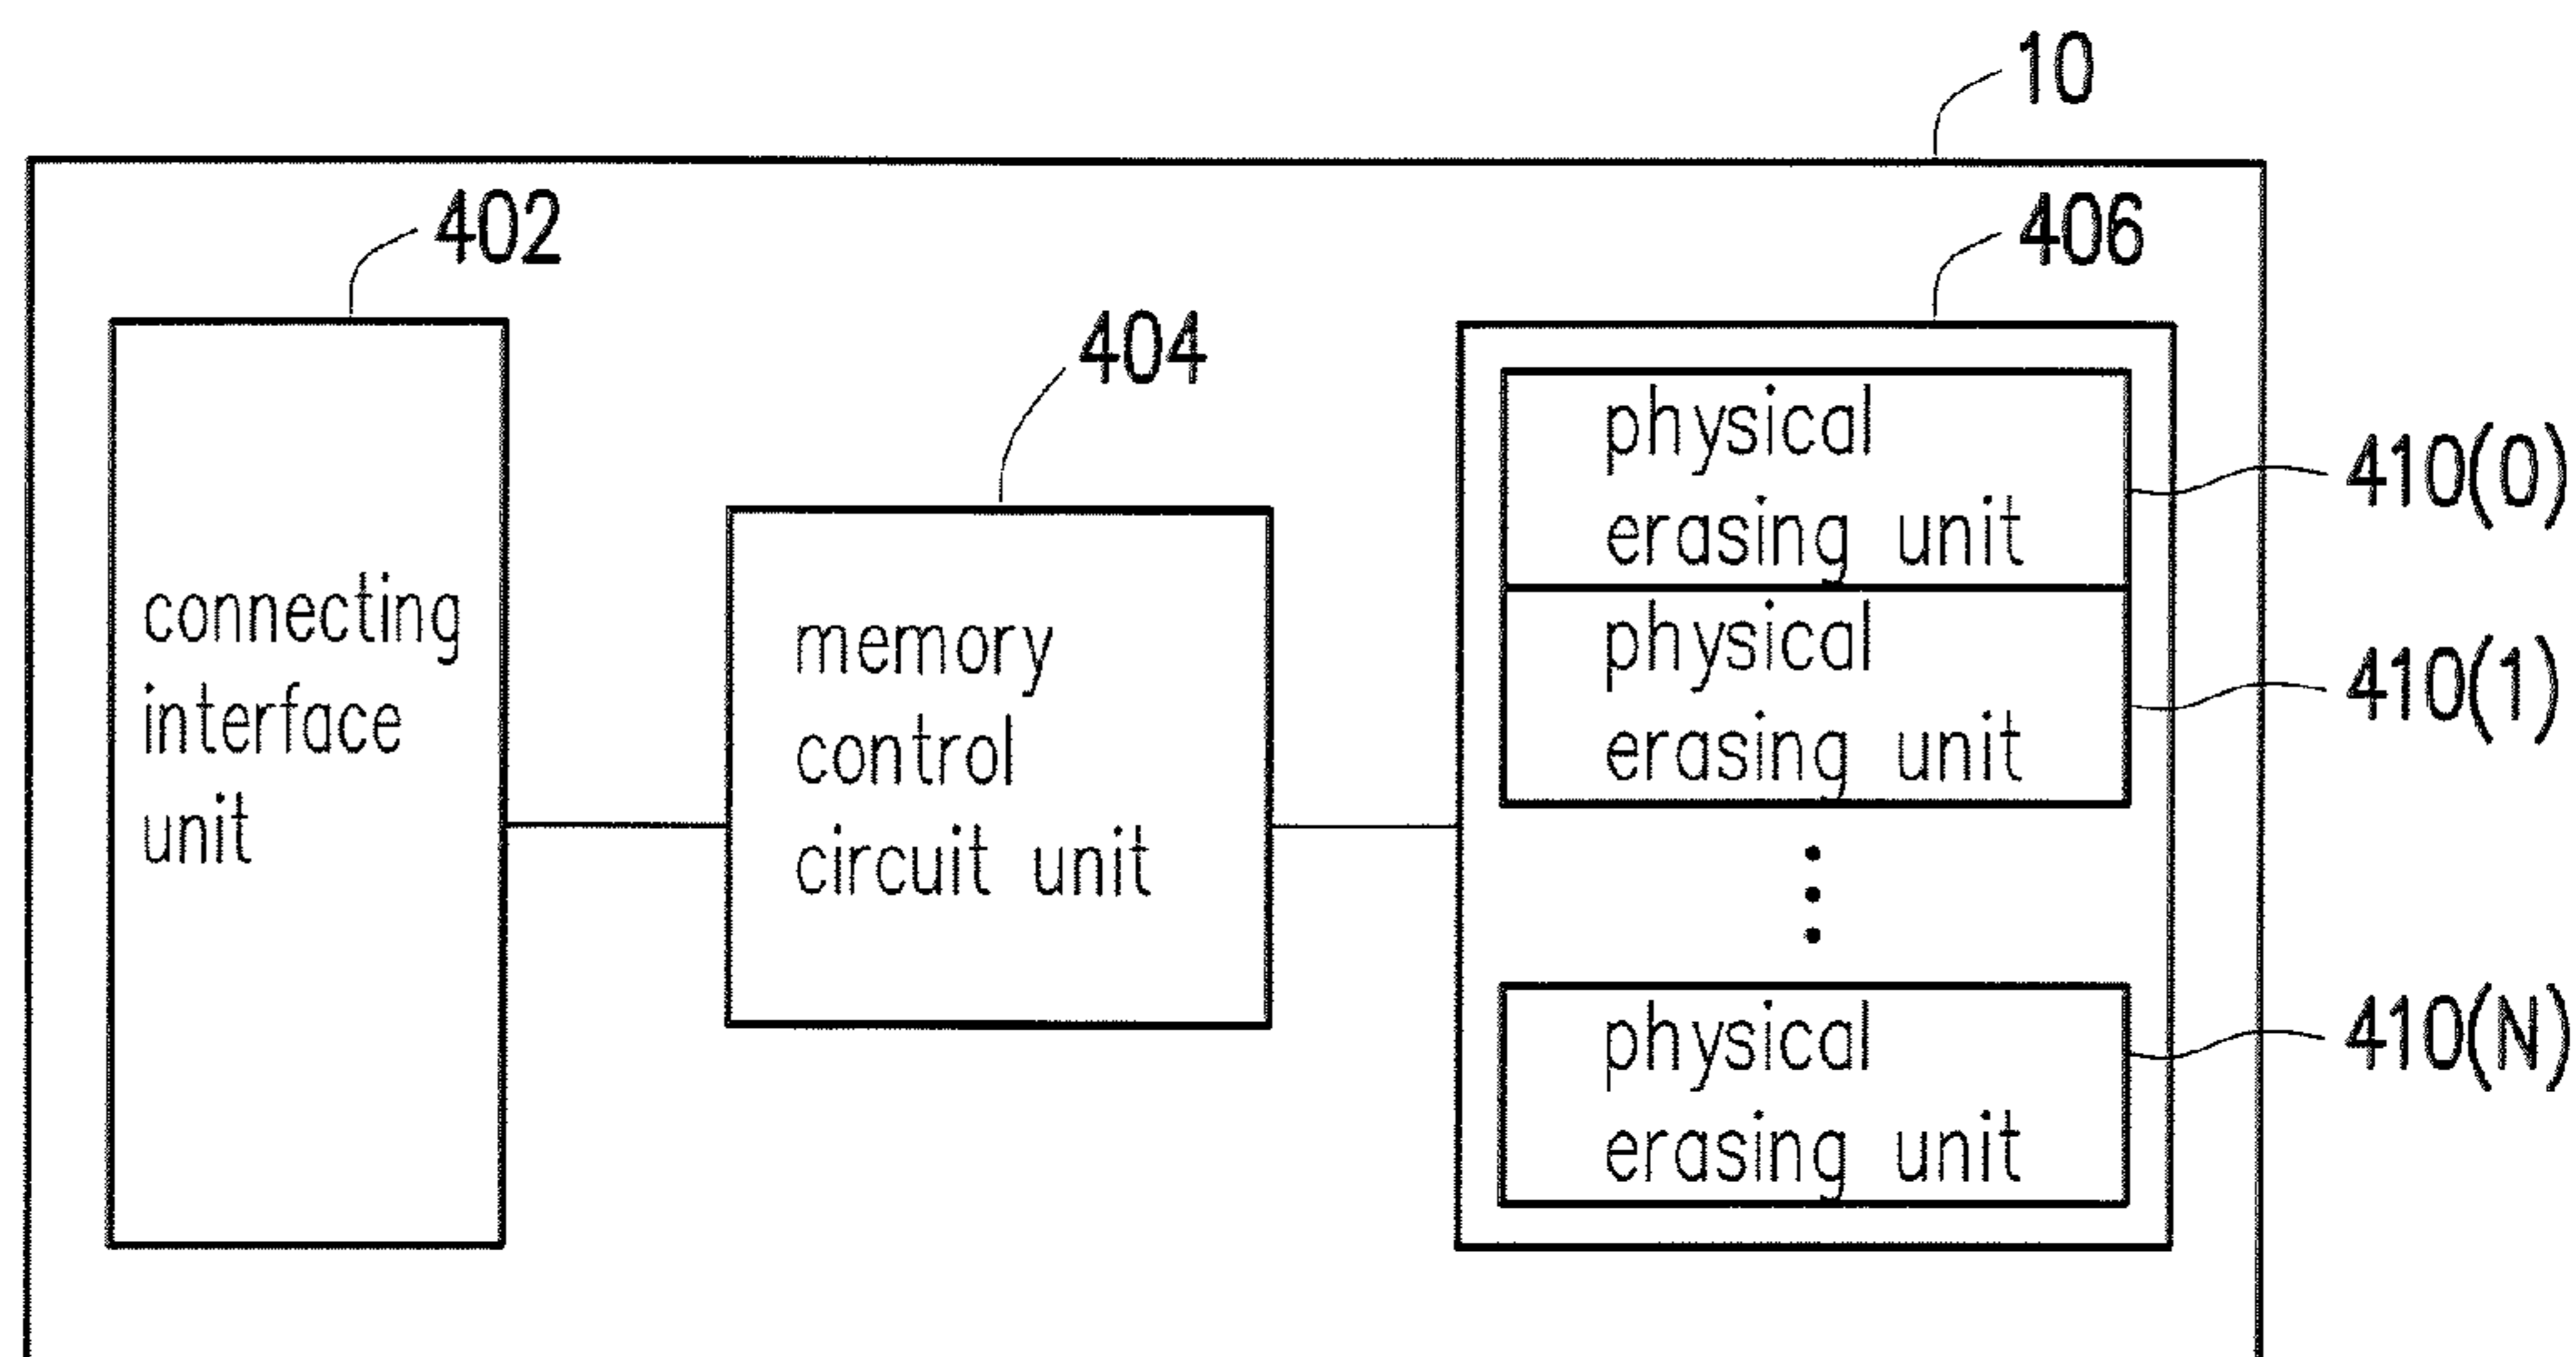 10
402
406
404
connecting
interface
unit
memory
control
circuit unit
physical
erasing unit
410(0)
physical
erasing unit
410(1)
physical
erasing unit
410(N)